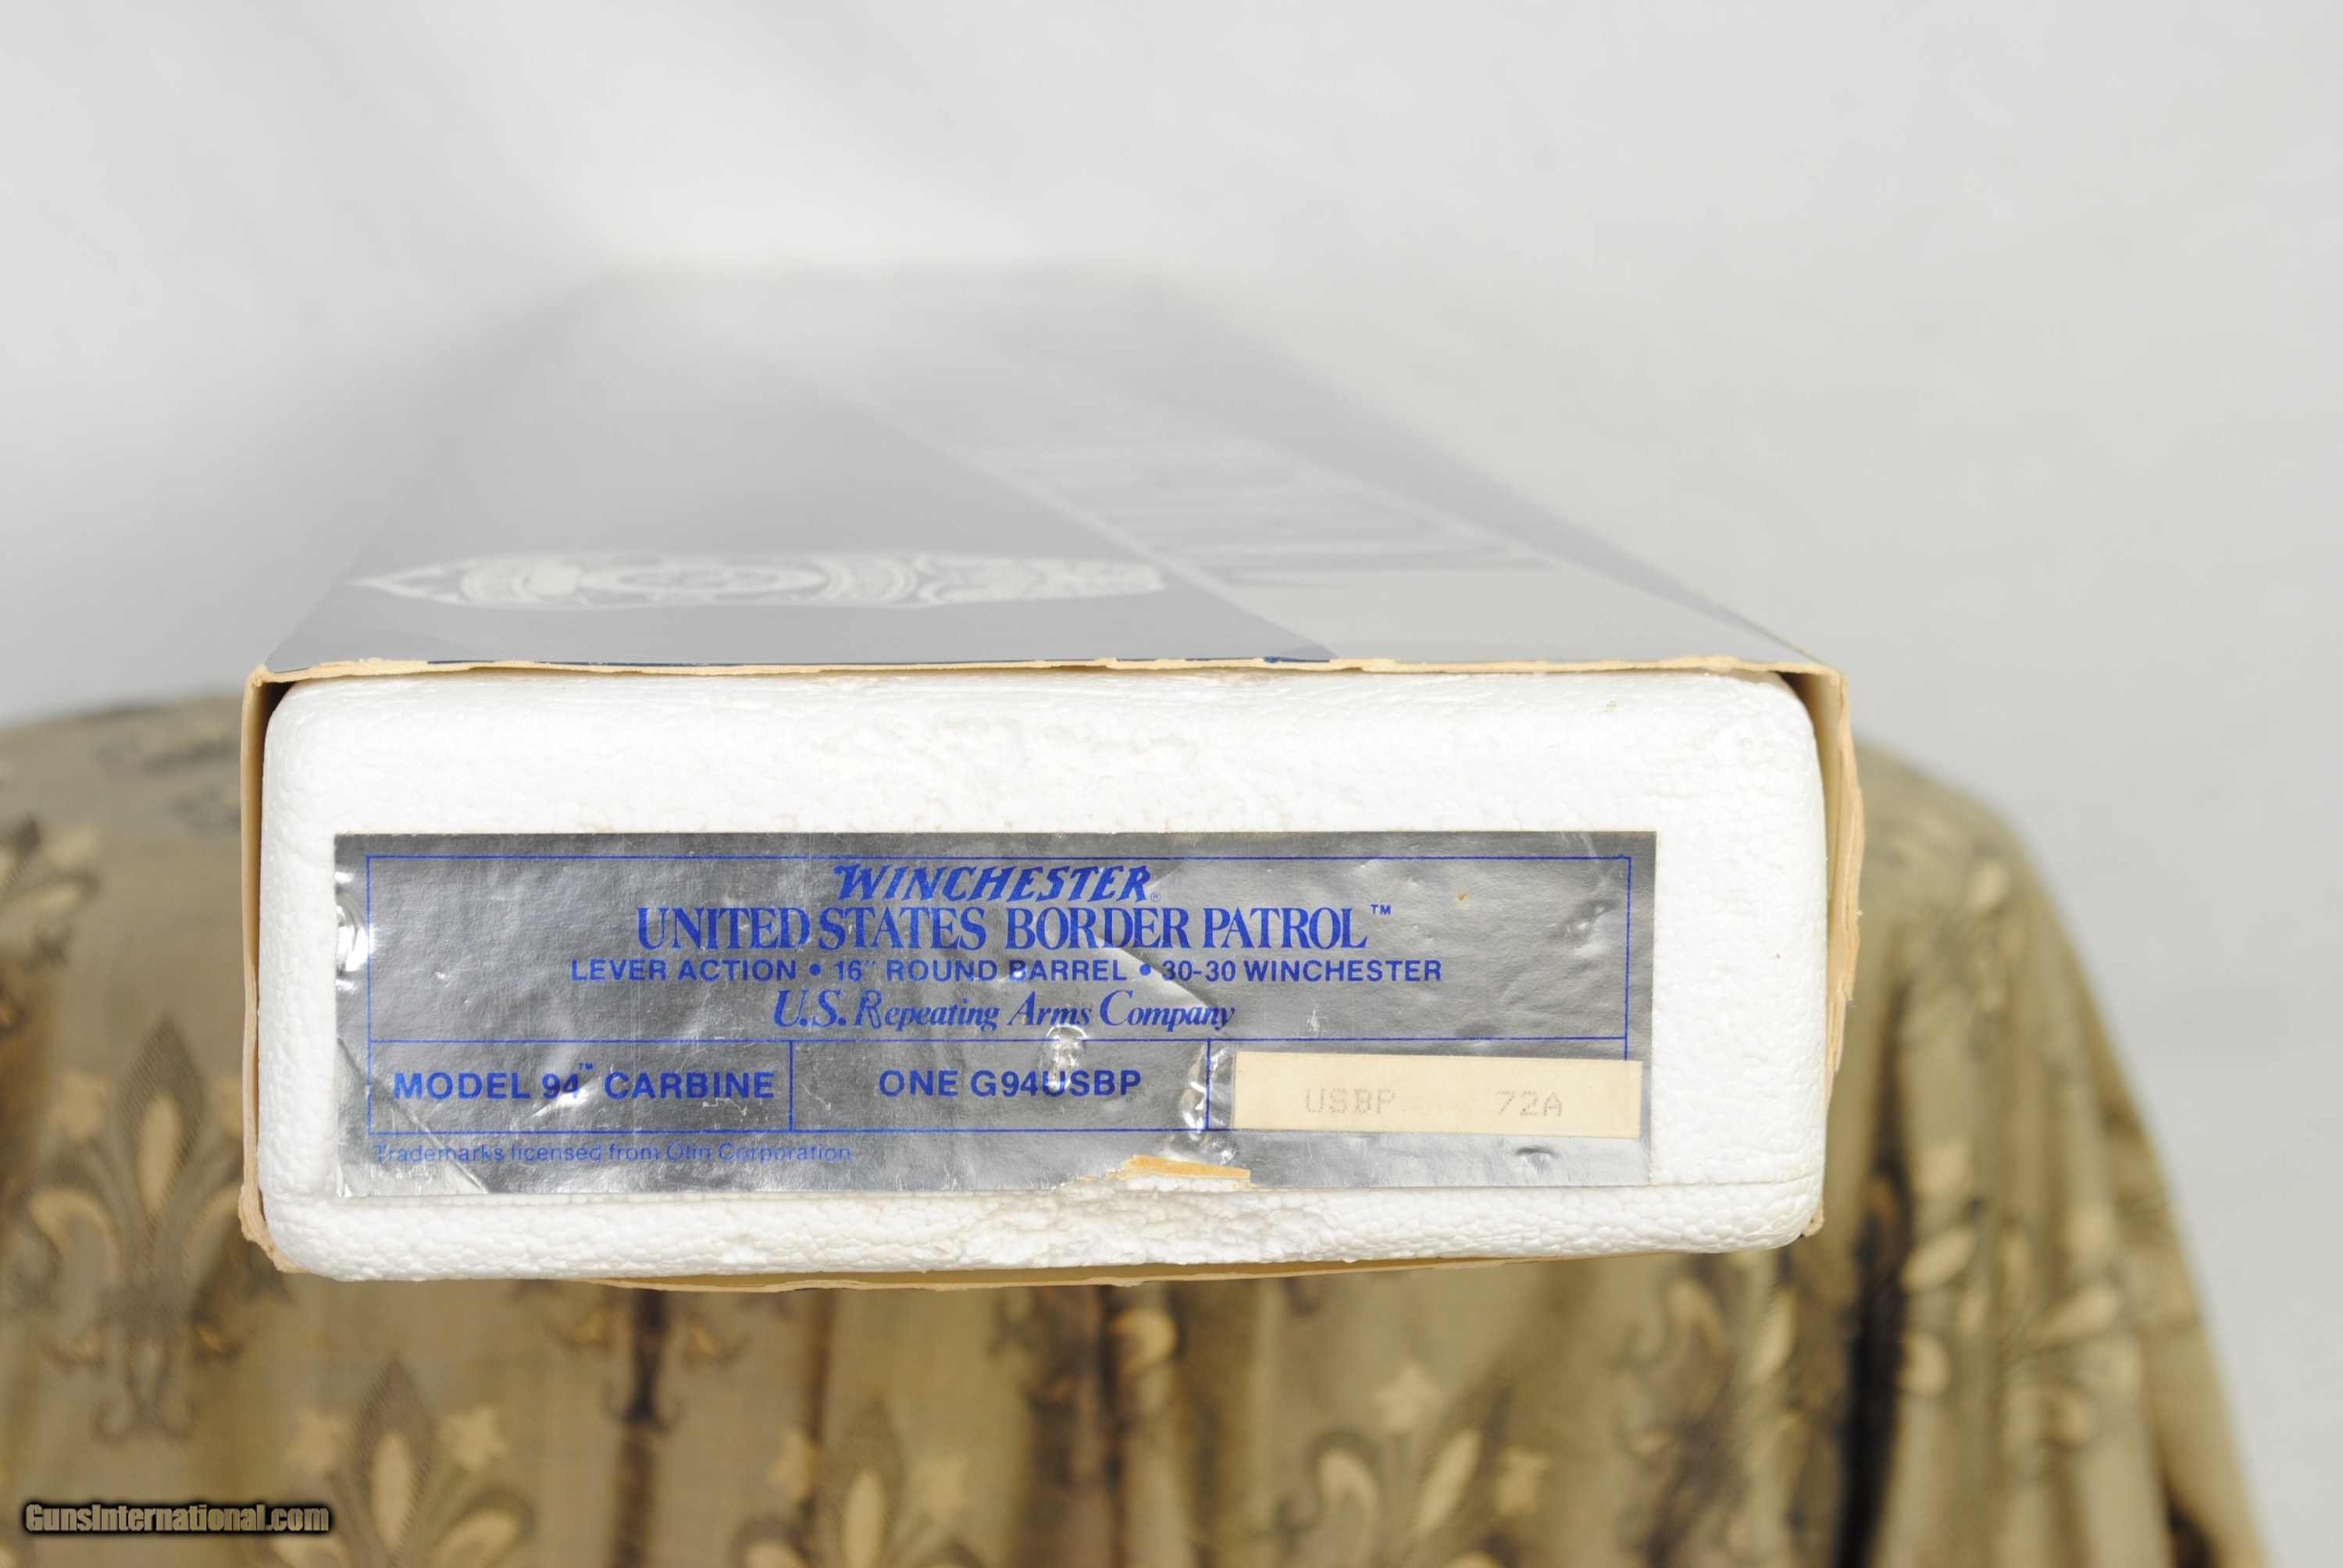 WINCHESTER®
UNITED STATES BORDER PATROL™
LEVER ACTION • 16" ROUND BARREL • 30-30 WINCHESTER
U.S. Repeating Arms Company
MODEL 94™ CARBINE
ONE G94USBP
USBP 72A
Trademarks licensed from Olin Corporation
GunsInternational.com